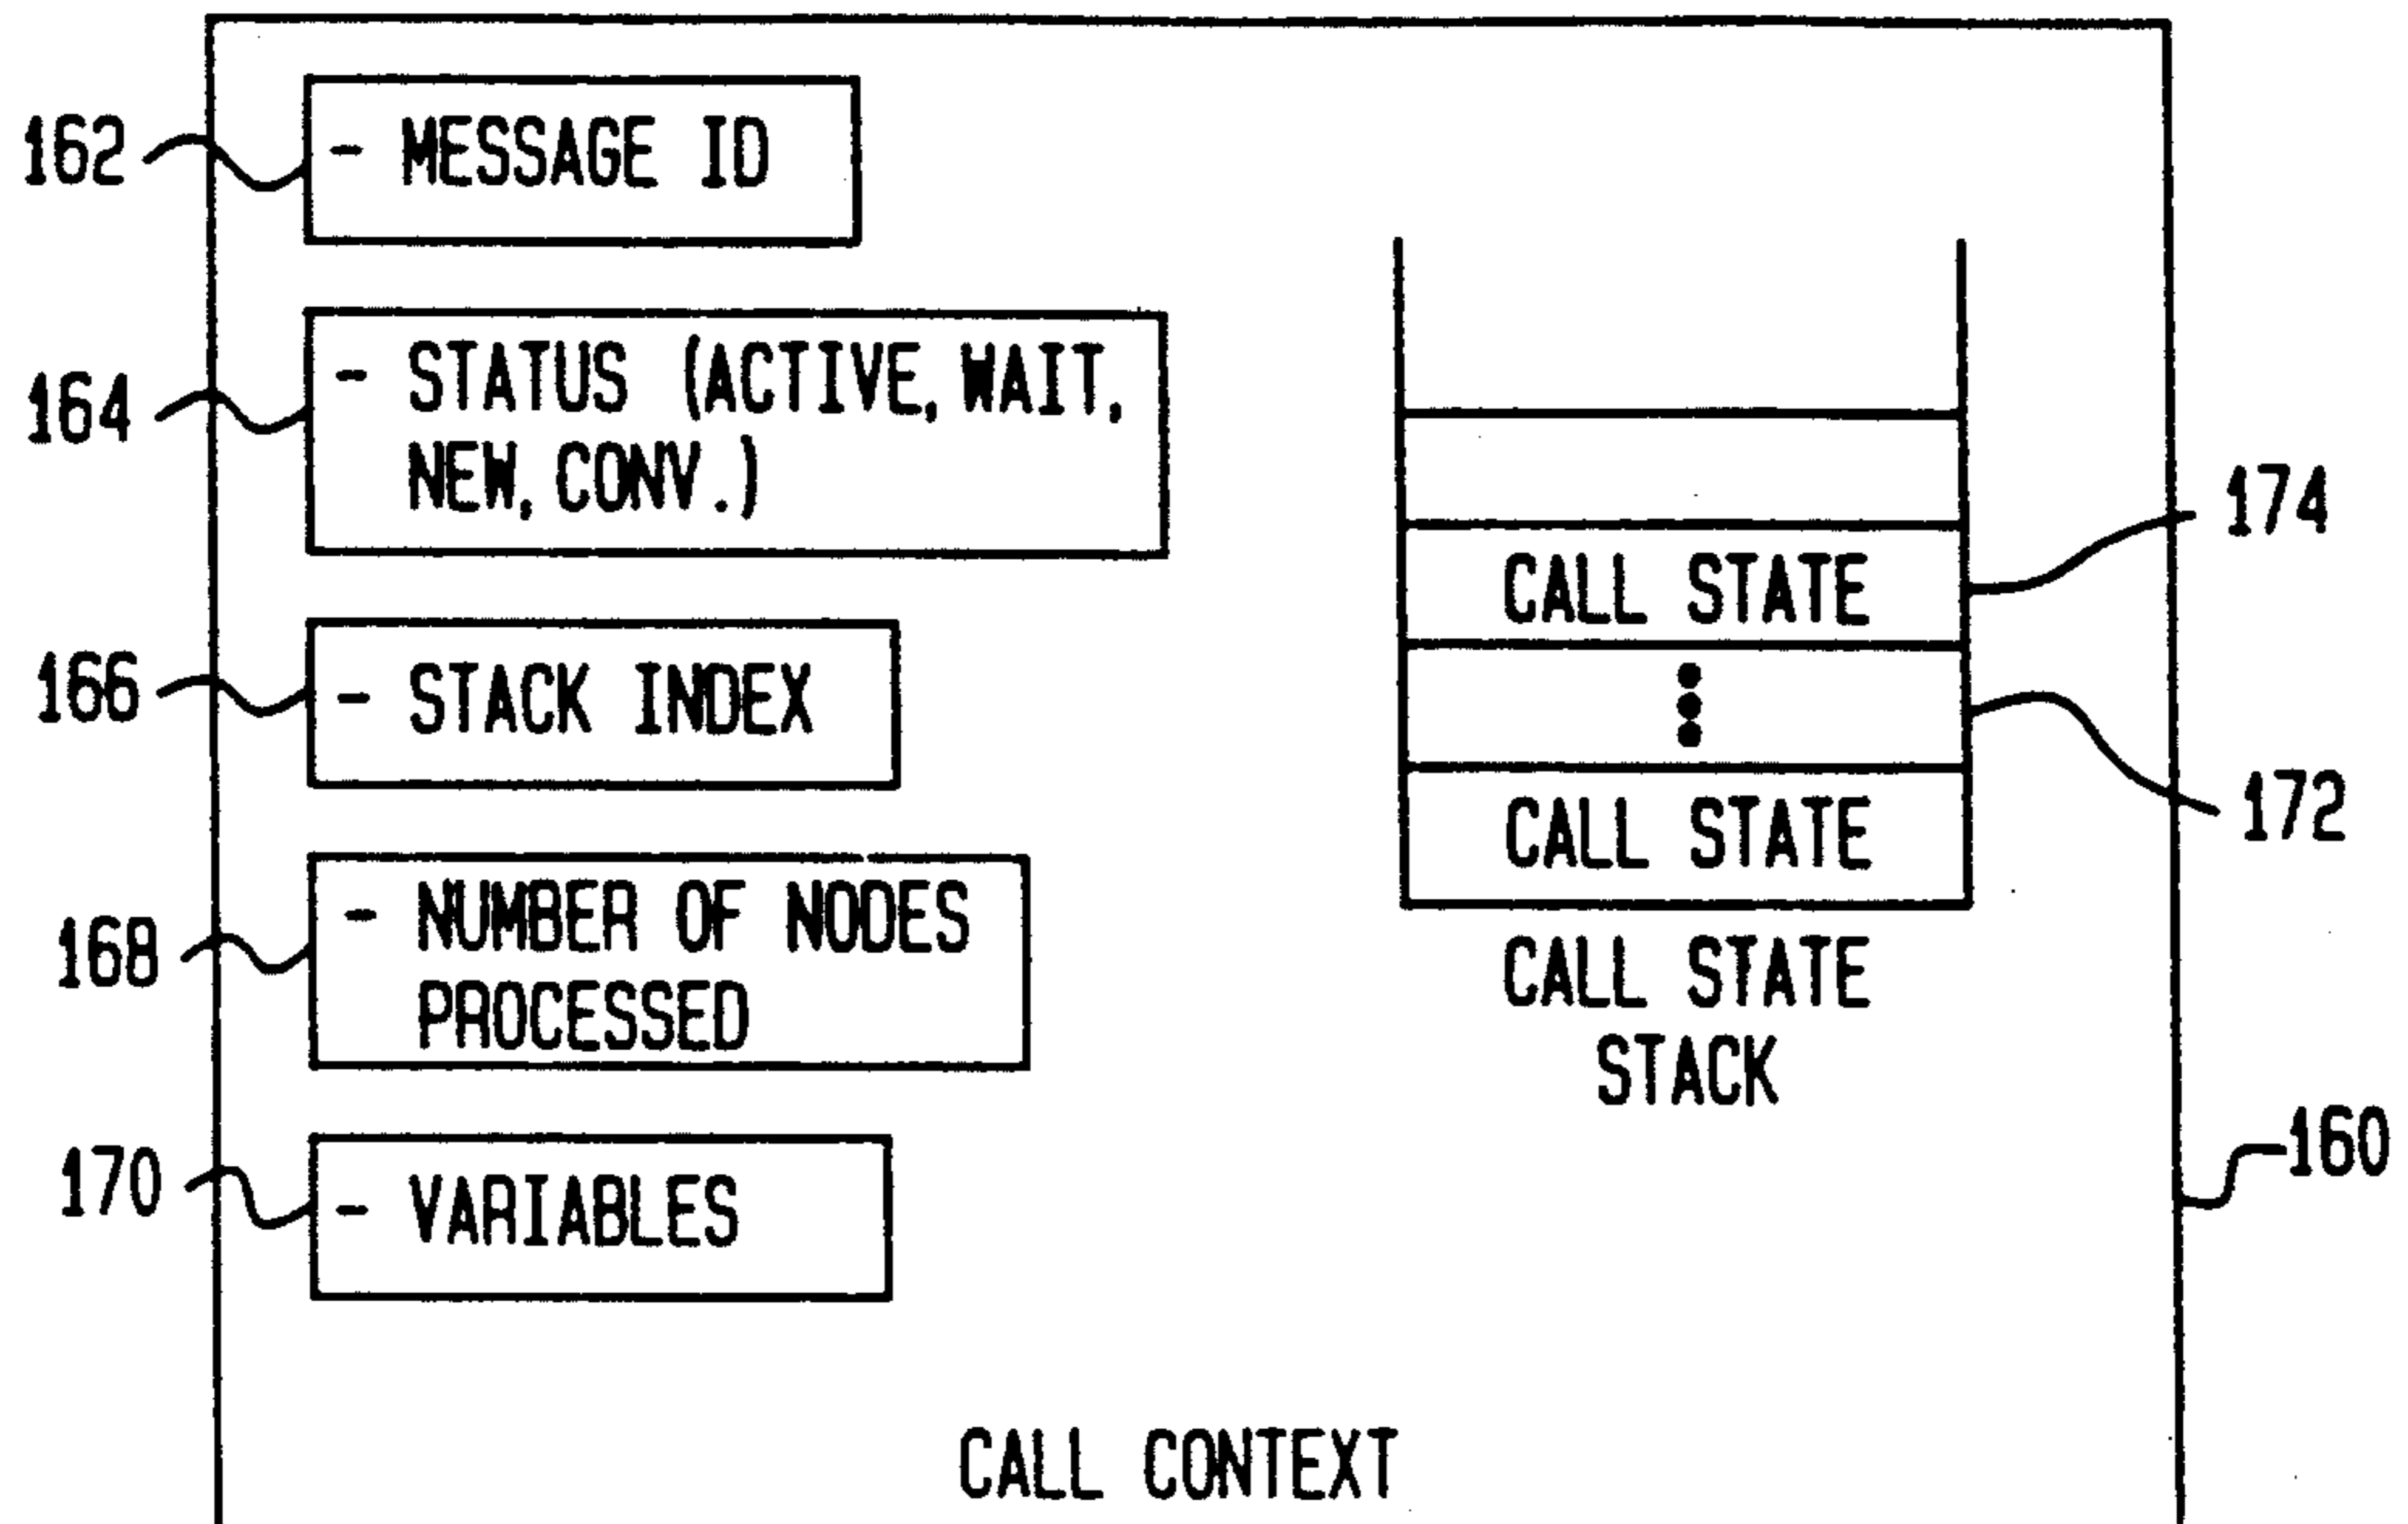 162
- MESSAGE ID
164
- STATUS (ACTIVE, WAIT,
NEW, CONV.)
166
- STACK INDEX
168
- NUMBER OF NODES
PROCESSED
170
- VARIABLES
CALL STATE
174
172
CALL STATE
CALL STATE
STACK
160
CALL CONTEXT